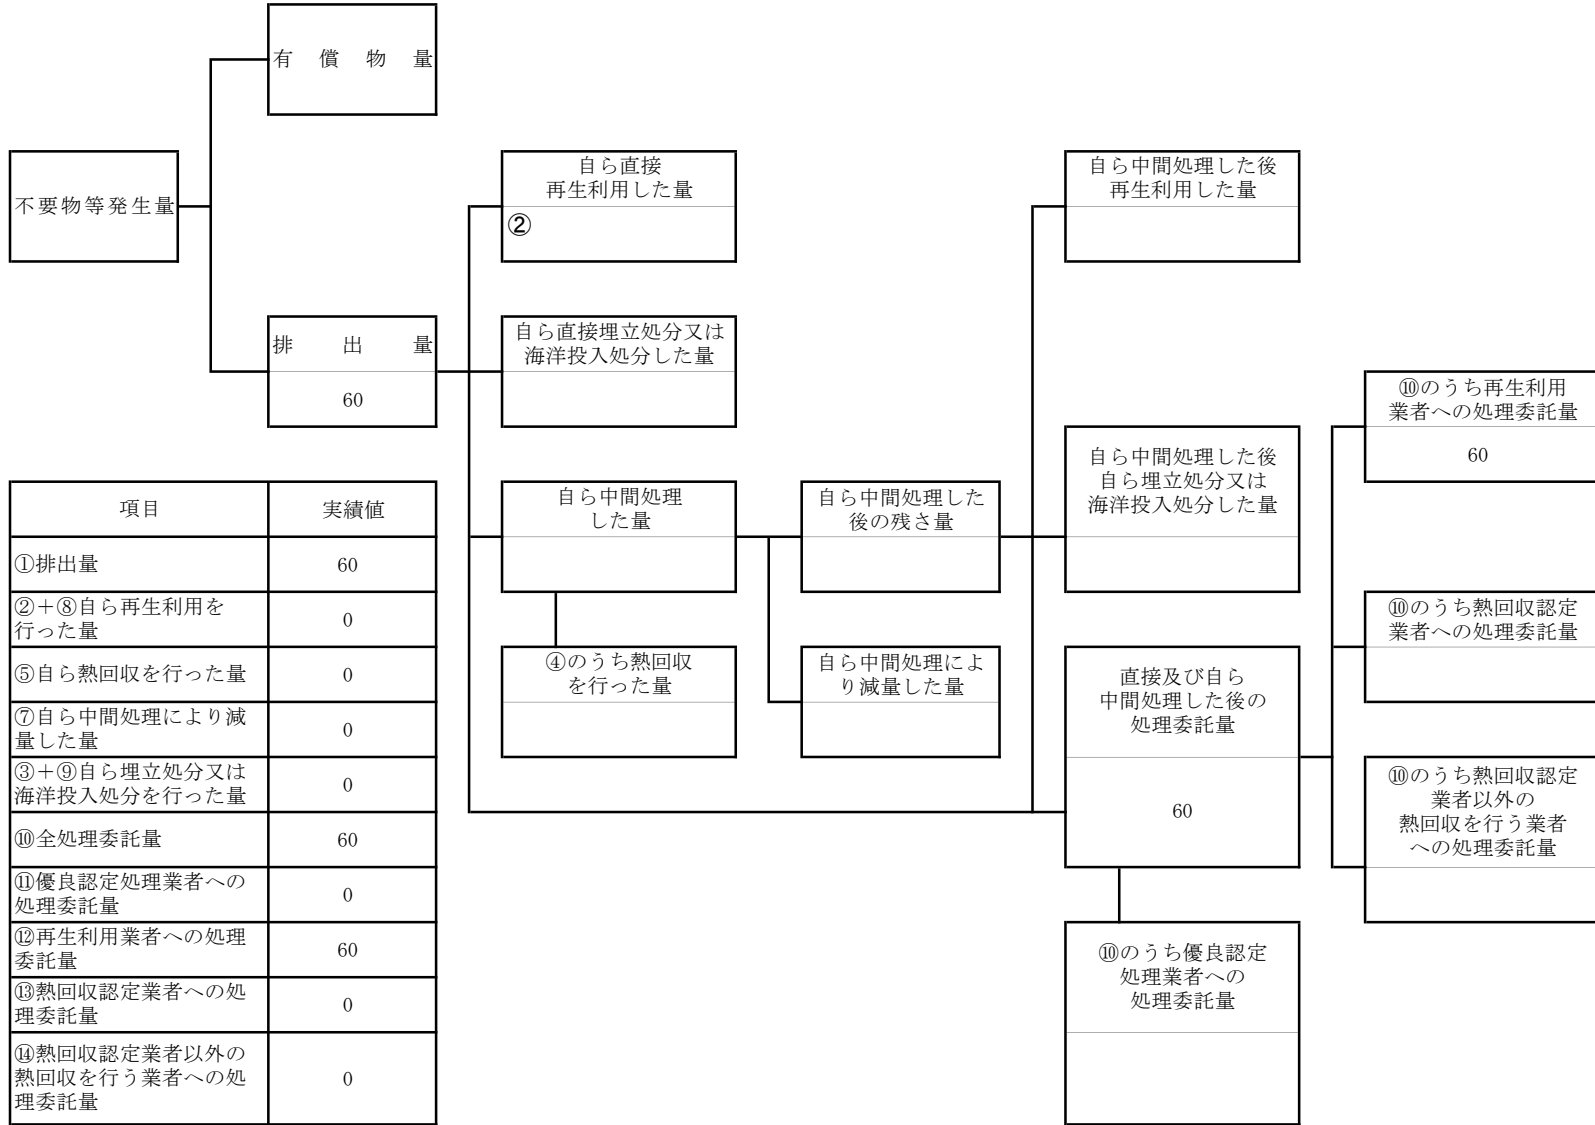 有償物量
不要物等発生量
自ら直接
再生利用した量
②
自ら中間処理した後
再生利用した量
排出量
60
自ら直接埋立処分又は
海洋投入処分した量
⑩のうち再生利用
業者への処理委託量
60
自ら中間処理した後
自ら埋立処分又は
海洋投入処分した量
自ら中間処理
した量
自ら中間処理した
後の残さ量
④のうち熱回収
を行った量
自ら中間処理によ
り減量した量
直接及び自ら
中間処理した後の
処理委託量
60
⑩のうち熱回収認定
業者への処理委託量
⑩のうち熱回収認定
業者以外の
熱回収を行う業者
への処理委託量
⑩のうち優良認定
処理業者への
処理委託量
項目 実績値
①排出量 60
②+⑧自ら再生利用を
行った量 0
⑤自ら熱回収を行った量 0
⑦自ら中間処理により減
量した量 0
③+⑨自ら埋立処分又は
海洋投入処分を行った量 0
⑩全処理委託量 60
⑪優良認定処理業者への
処理委託量 0
⑫再生利用業者への処理
委託量 60
⑬熱回収認定業者への処
理委託量 0
⑭熱回収認定業者以外の
熱回収を行う業者への処
理委託量 0